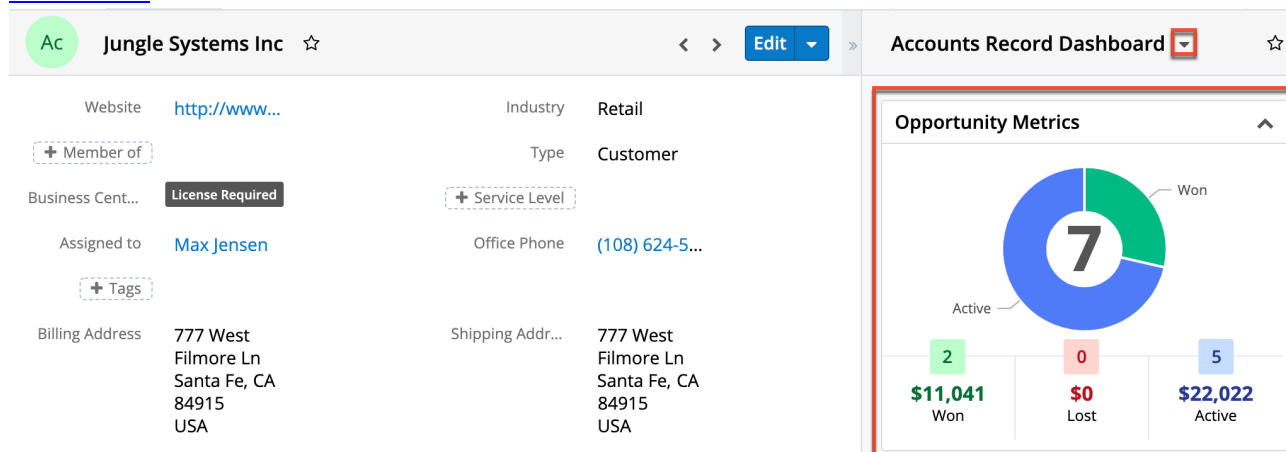 Ac
Jungle Systems Inc
Edit
»
Accounts Record Dashboard
Website
http://www...
Industry
Retail
+ Member of
Type
Customer
Business Cent...
License Required
+ Service Level
Assigned to
Max Jensen
Office Phone
(108) 624-5...
+ Tags
Billing Address
777 West
Filmore Ln
Santa Fe, CA
84915
USA
Shipping Addr...
777 West
Filmore Ln
Santa Fe, CA
84915
USA
Opportunity Metrics
Won
7
Active
2
0
5
$11,041
$0
$22,022
Won
Lost
Active